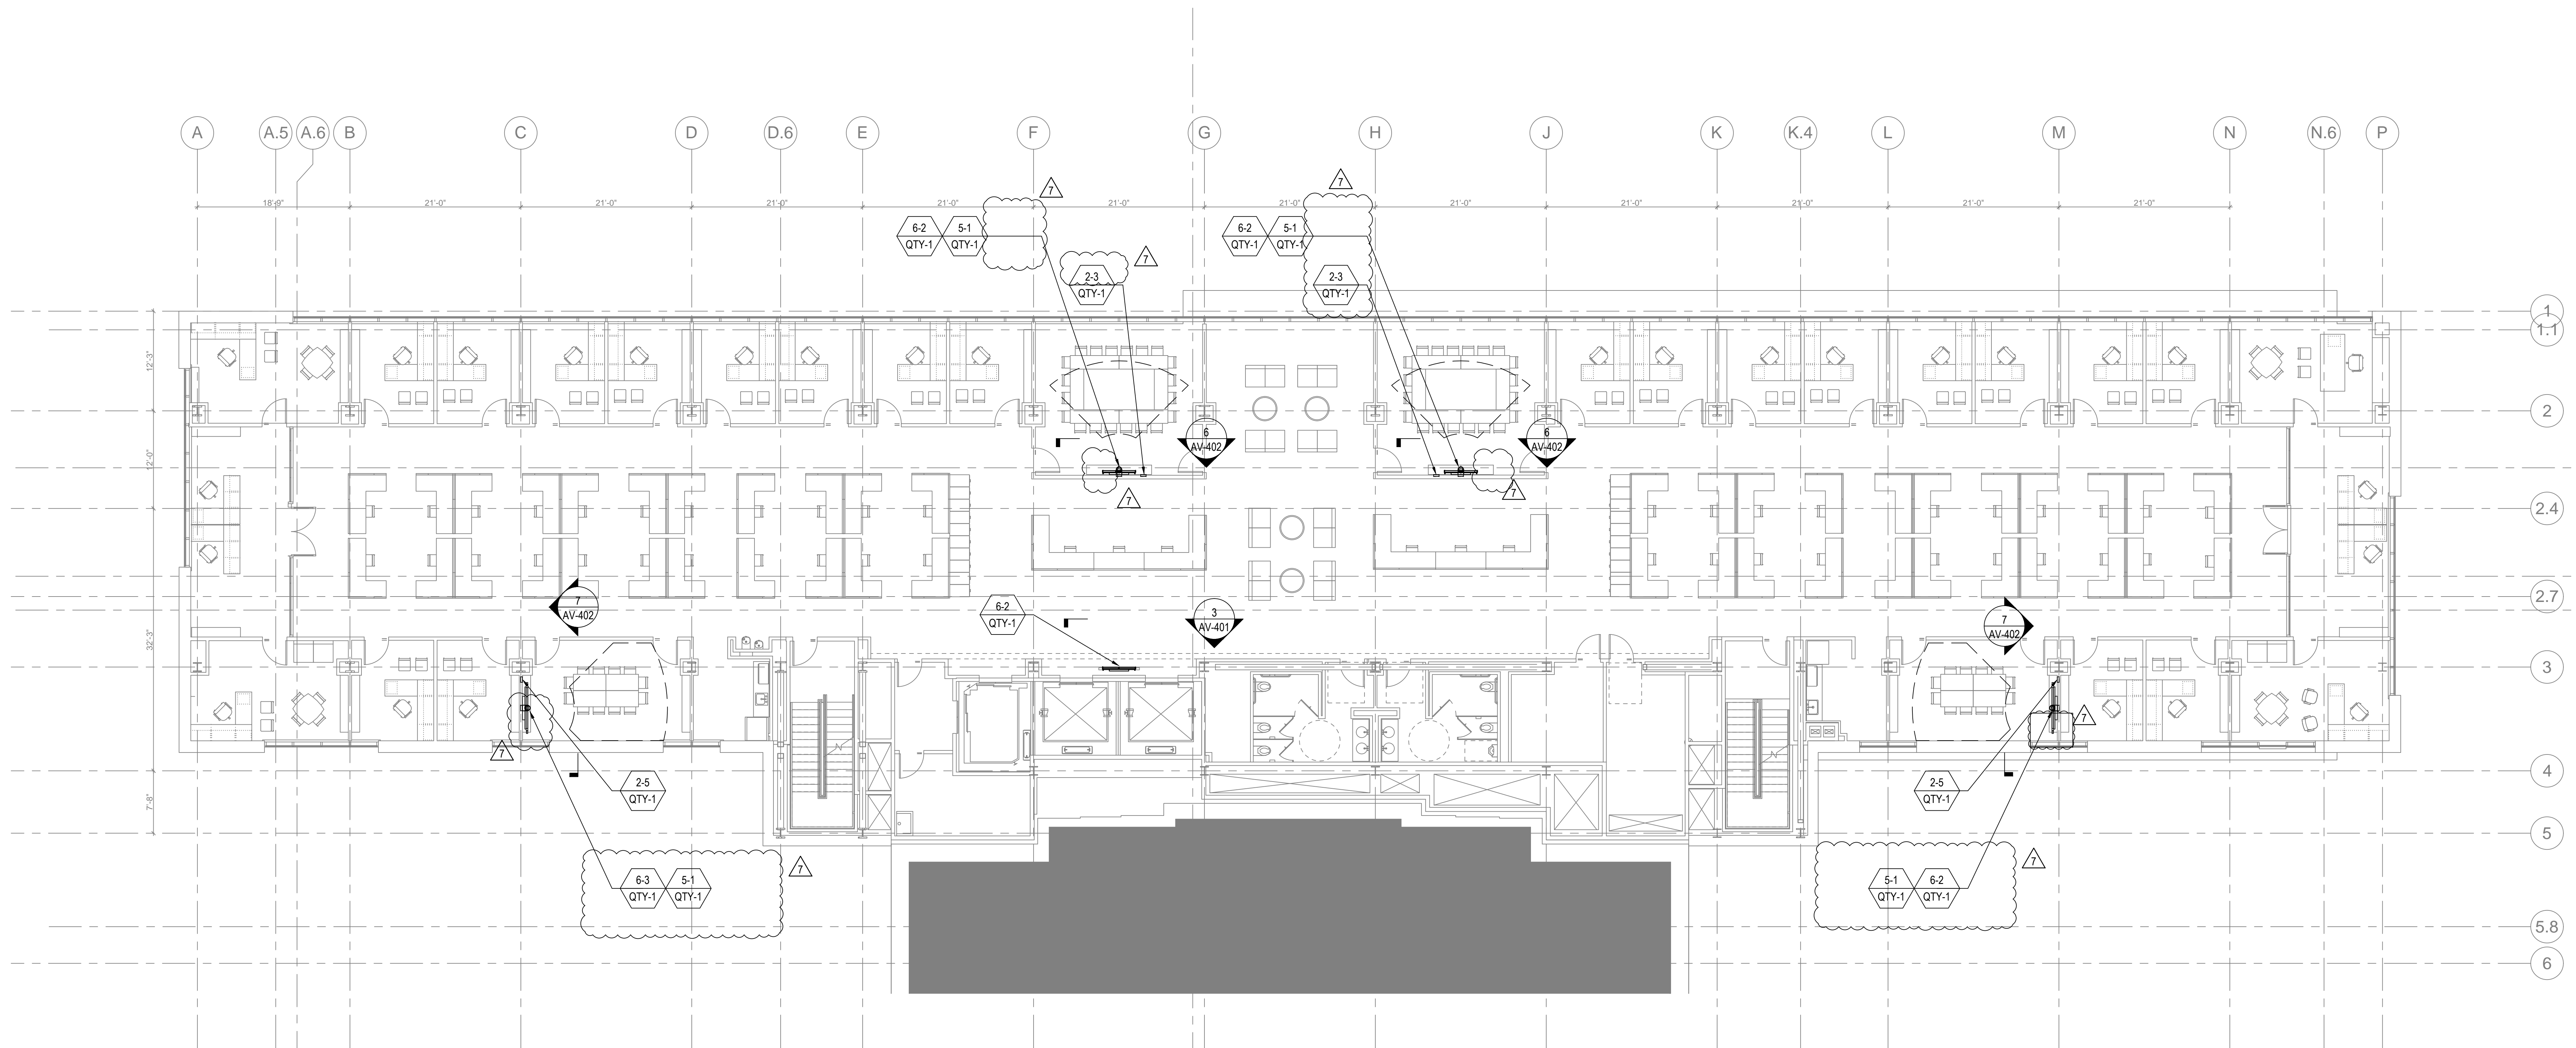 A
A.5
A.6
B
C
D
D.6
E
F
G
H
J
K
K.4
L
M
N
N.6
P
7
7
18'-9"
21'-0"
21'-0"
21'-0"
21'-0"
21'-0"
21'-0"
21'-0"
21'-0"
21'-0"
21'-0"
21'-0"
6-2
QTY-1
5-1
QTY-1
6-2
QTY-1
5-1
QTY-1
7
2-3
QTY-1
2-3
QTY-1
1
1.1
12'-3"
2
6
AV-402
6
AV-402
12'-0"
7
7
2.4
2.7
7
AV-402
6-2
QTY-1
3
AV-401
7
AV-402
32'-3"
3
7
7
4
2-5
QTY-1
2-5
QTY-1
7'-8"
5
7
7
6-3
QTY-1
5-1
QTY-1
5-1
QTY-1
6-2
QTY-1
5.8
6